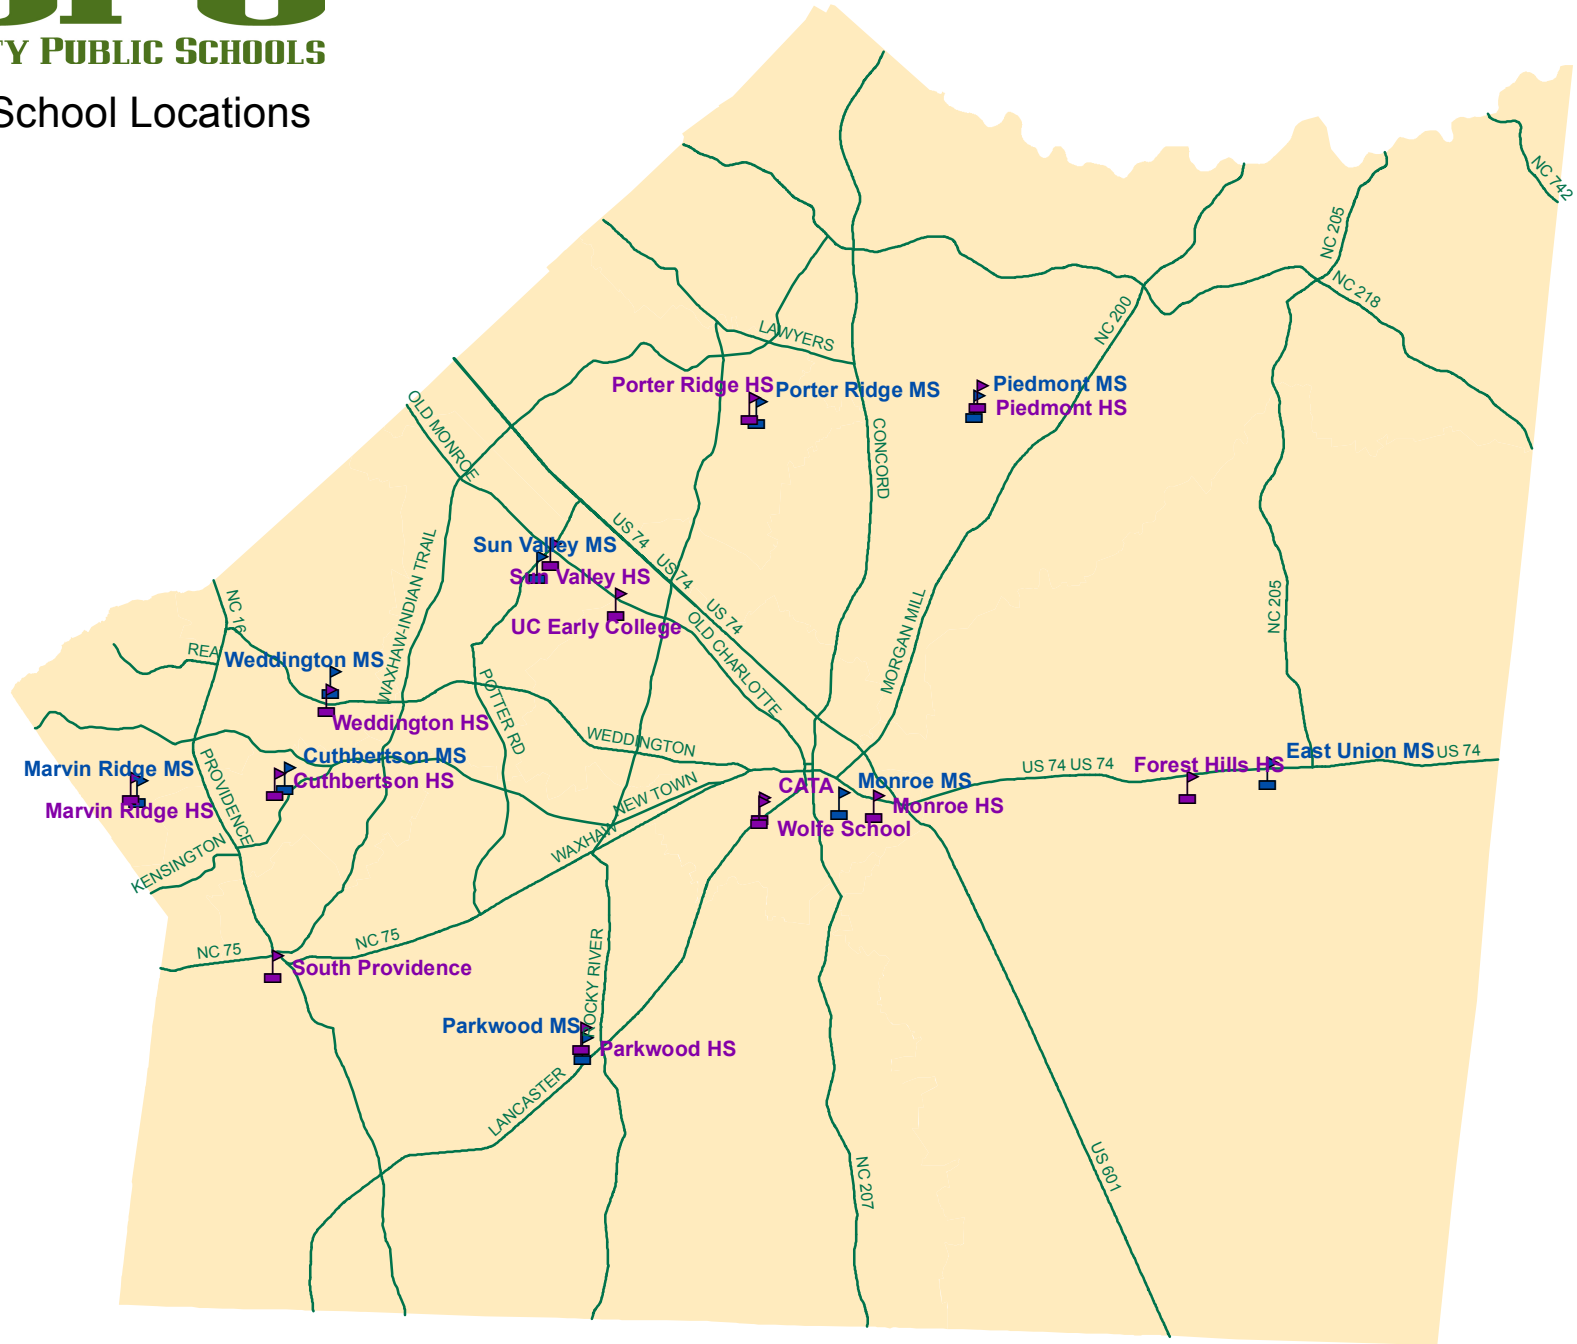 TY PUBLIC SCHOOLS
School Locations
NC 742
NC 205
NC 218
NC 200
LAWYERS
Porter Ridge HS
Porter Ridge MS
Piedmont MS
Piedmont HS
OLD MONROE
CONCORD
US 74
US 74
US 74
Sun Valley MS
Sun Valley HS
UC Early College
WAXHAW-INDIAN TRAIL
NC 16
REA
OLD CHARLOTTE
MORGAN MILL
NC 205
Weddington MS
Weddington HS
POTTER RD
WEDDINGTON
Cuthbertson MS
Cuthbertson HS
Marvin Ridge MS
Marvin Ridge HS
PROVIDENCE
KENSINGTON
NEW TOWN
WAXHAW
CATA
Wolfe School
Monroe MS
Monroe HS
US 74 US 74
Forest Hills HS
East Union MS
US 74
NC 75
NC 75
South Providence
ROCKY RIVER
Parkwood MS
Parkwood HS
LANCASTER
NC 207
US 601